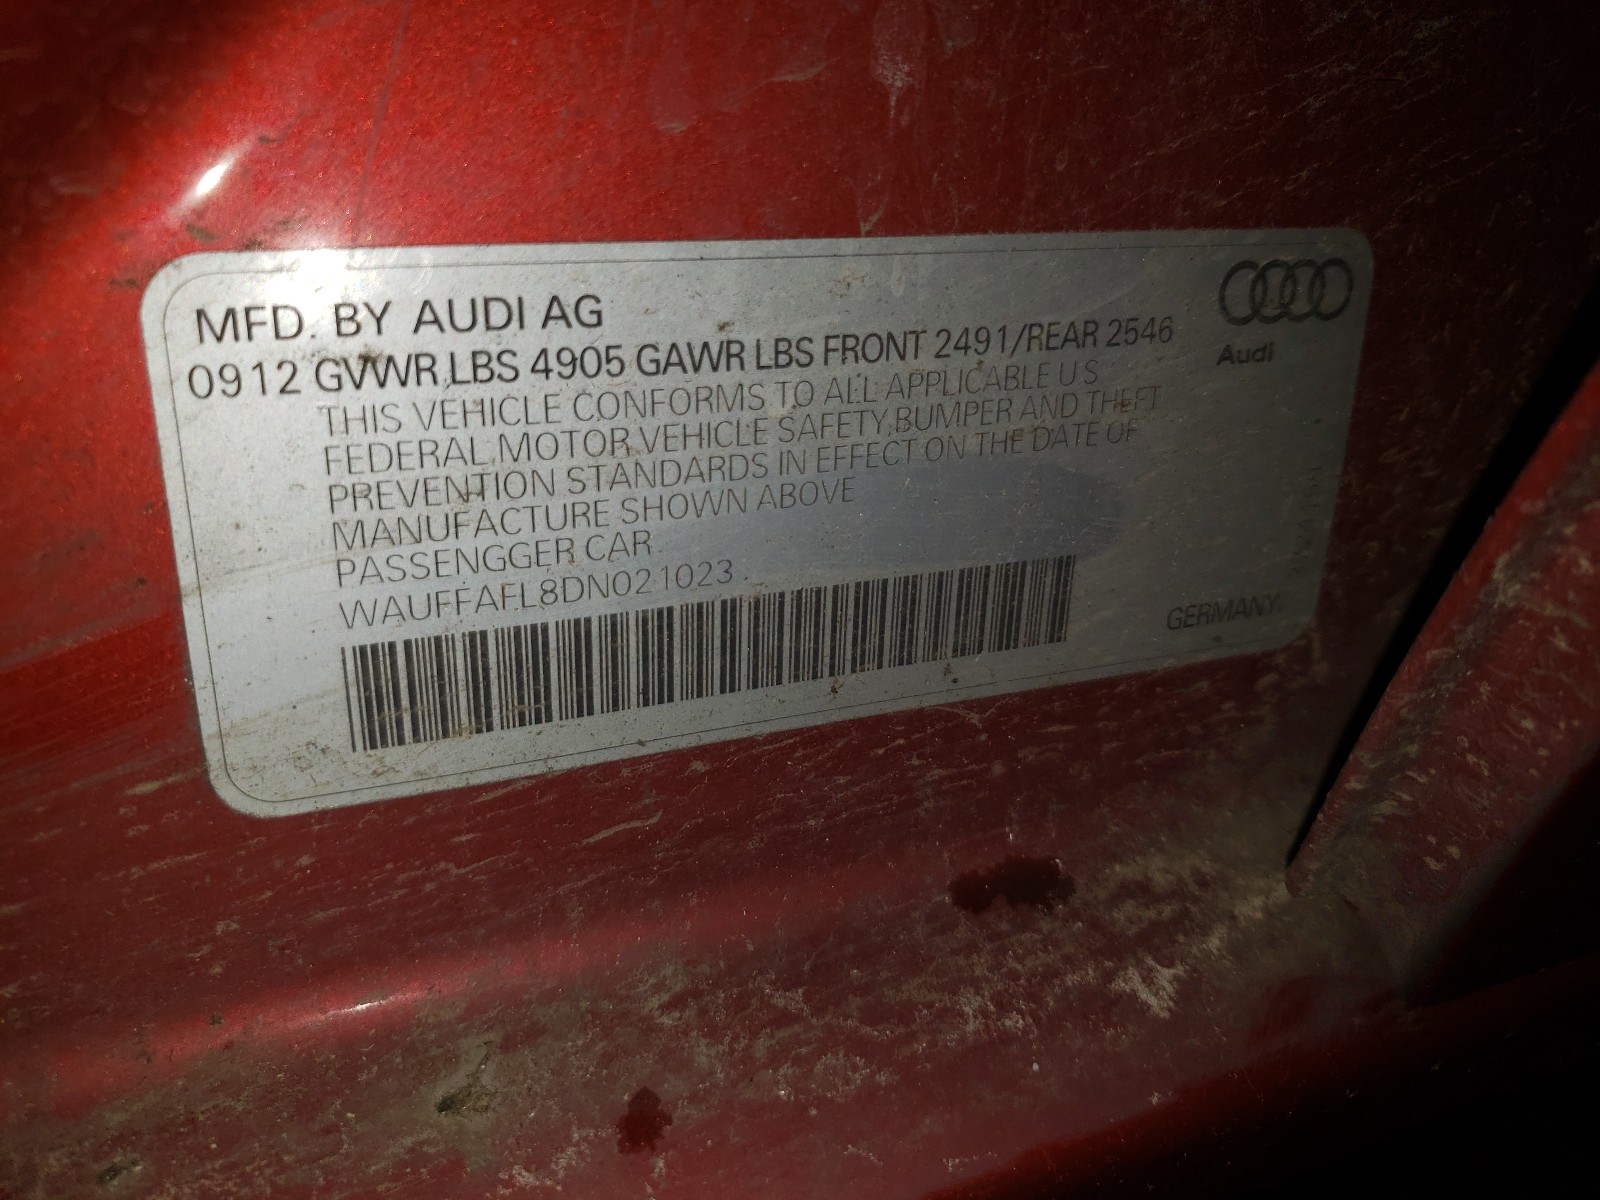 MFD. BY AUDI AG
0912 GVWR LBS 4905 GAWR LBS FRONT 2491/REAR 2546
THIS VEHICLE CONFORMS TO ALL APPLICABLE U S
FEDERAL MOTOR VEHICLE SAFETY, BUMPER AND THEFT
PREVENTION STANDARDS IN EFFECT ON THE DATE OF
MANUFACTURE SHOWN ABOVE
PASSENGGER CAR
WAUFFAFL8DN021023
Audi
GERMANY